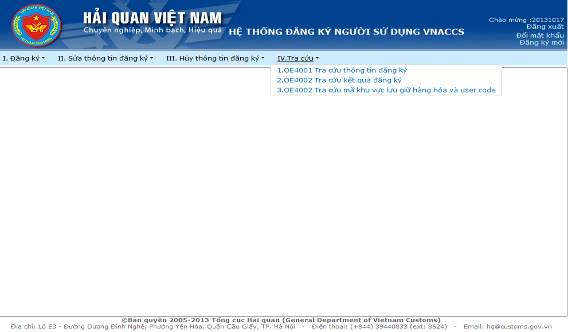 HẢI QUAN VIỆT NAM
Chuyên nghiệp, Minh bạch, Hiệu quả
HỆ THỐNG ĐĂNG KÝ NGƯỜI SỬ DỤNG VNACCS
Chào mừng :20131017
Đăng xuất
Đổi mật khẩu
Đăng ký mới
I. Đăng ký
II. Sửa thông tin đăng ký
III. Hủy thông tin đăng ký
IV.Tra cứu
1.OE4001 Tra cứu thông tin đăng ký
2.OE4002 Tra cứu kết quả đăng ký
3.OE4002 Tra cứu mã khu vực lưu giữ hàng hóa và user code
©Bản quyền 2005-2013 Tổng cục Hải quan (General Department of Vietnam Customs)
Địa chỉ: Lô E3 - Đường Dương Đình Nghệ, Phường Yên Hòa, Quận Cầu Giấy, TP. Hà Nội - Điện thoại: (+844) 39440833 (ext: 8624) - Email: hq@customs.gov.vn